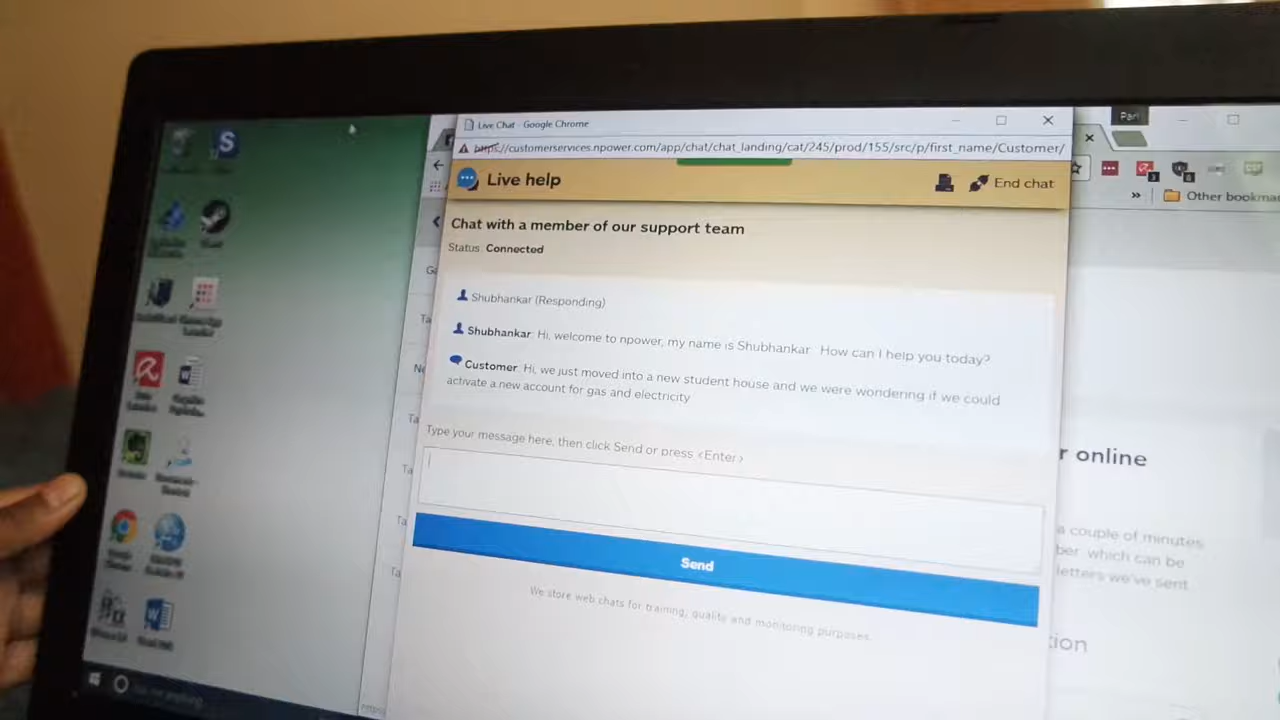 Live Chat - Google Chrome
Pari
https://customerservices.npower.com/app/chat/chat_landing/cat/245/prod/155/src/p/first_name/Customer/
Live help
End chat
Other bookmar
Chat with a member of our support team
Status: Connected
Shubhankar (Responding)
Shubhankar: Hi, welcome to npower, my name is Shubhankar. How can I help you today?
Customer: Hi, we just moved into a new student house and we were wondering if we could
activate a new account for gas and electricity
Type your message here, then click Send or press <Enter>
r online
Send
a couple of minutes
ber. which can be
letters we've sent
We store web chats for training, quality and monitoring purposes.
tion